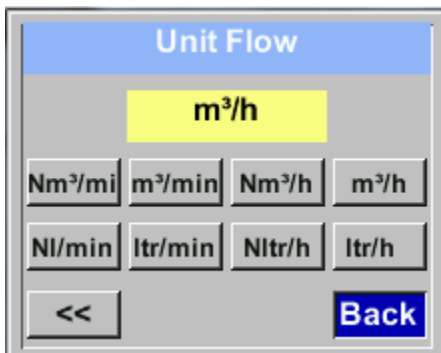 Unit Flow
m³/h
Nm³/mi m³/min Nm³/h m³/h
Nl/min ltr/min Nltr/h ltr/h
<< Back